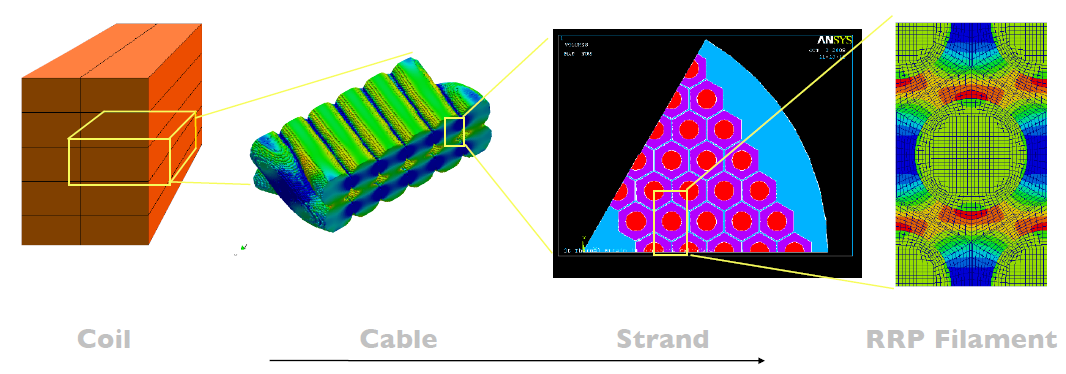 ANSYS
Coil
Cable
Strand
RRP Filament